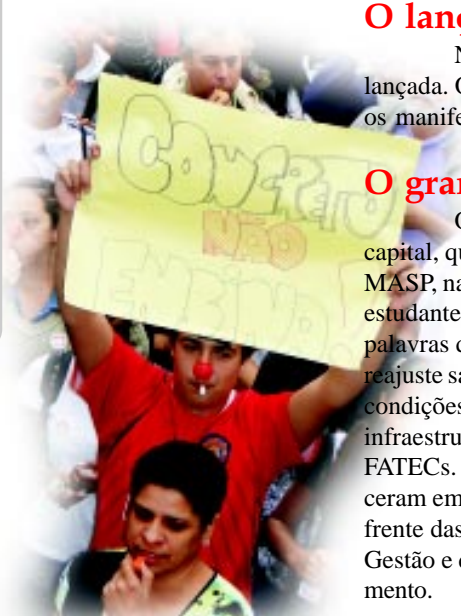 CONCRETO
NÃO
ENSINO!
O lanç
N
lançada. O
os manife
O gran
capital, qu
MASP, na
estudante
palavras d
reajuste sa
condições
infraestru
FATECs.
ceram em
frente das
Gestão e d
mento.